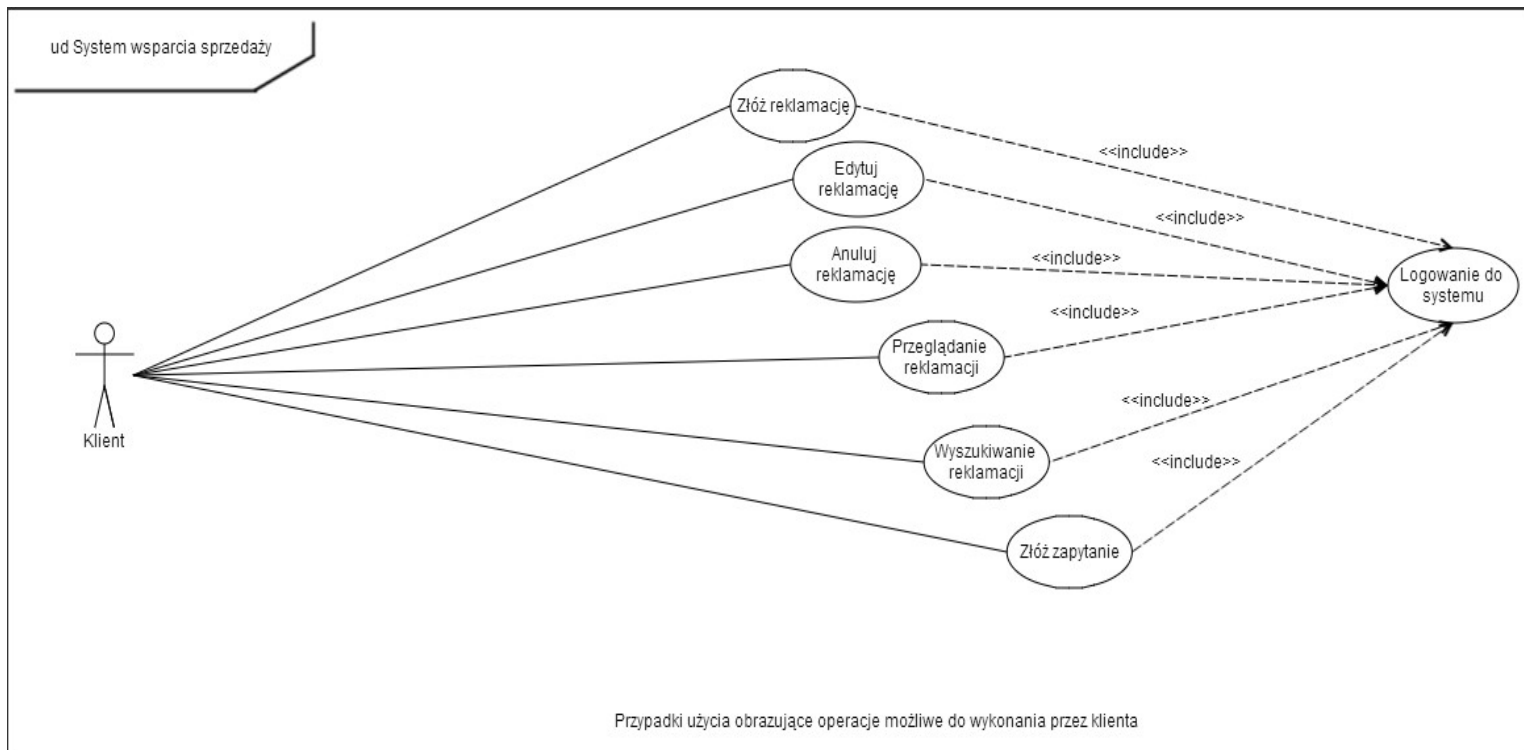 ud System wsparcia sprzedaży
Złóż reklamację
<<include>>
Edytuj
reklamację
<<include>>
Anuluj
reklamację
<<include>>
Logowanie do
systemu
<<include>>
Przeglądanie
reklamacji
Klient
<<include>>
Wyszukiwanie
reklamacji
<<include>>
Złóż zapytanie
Przypadki użycia obrazujące operacje możliwe do wykonania przez klienta